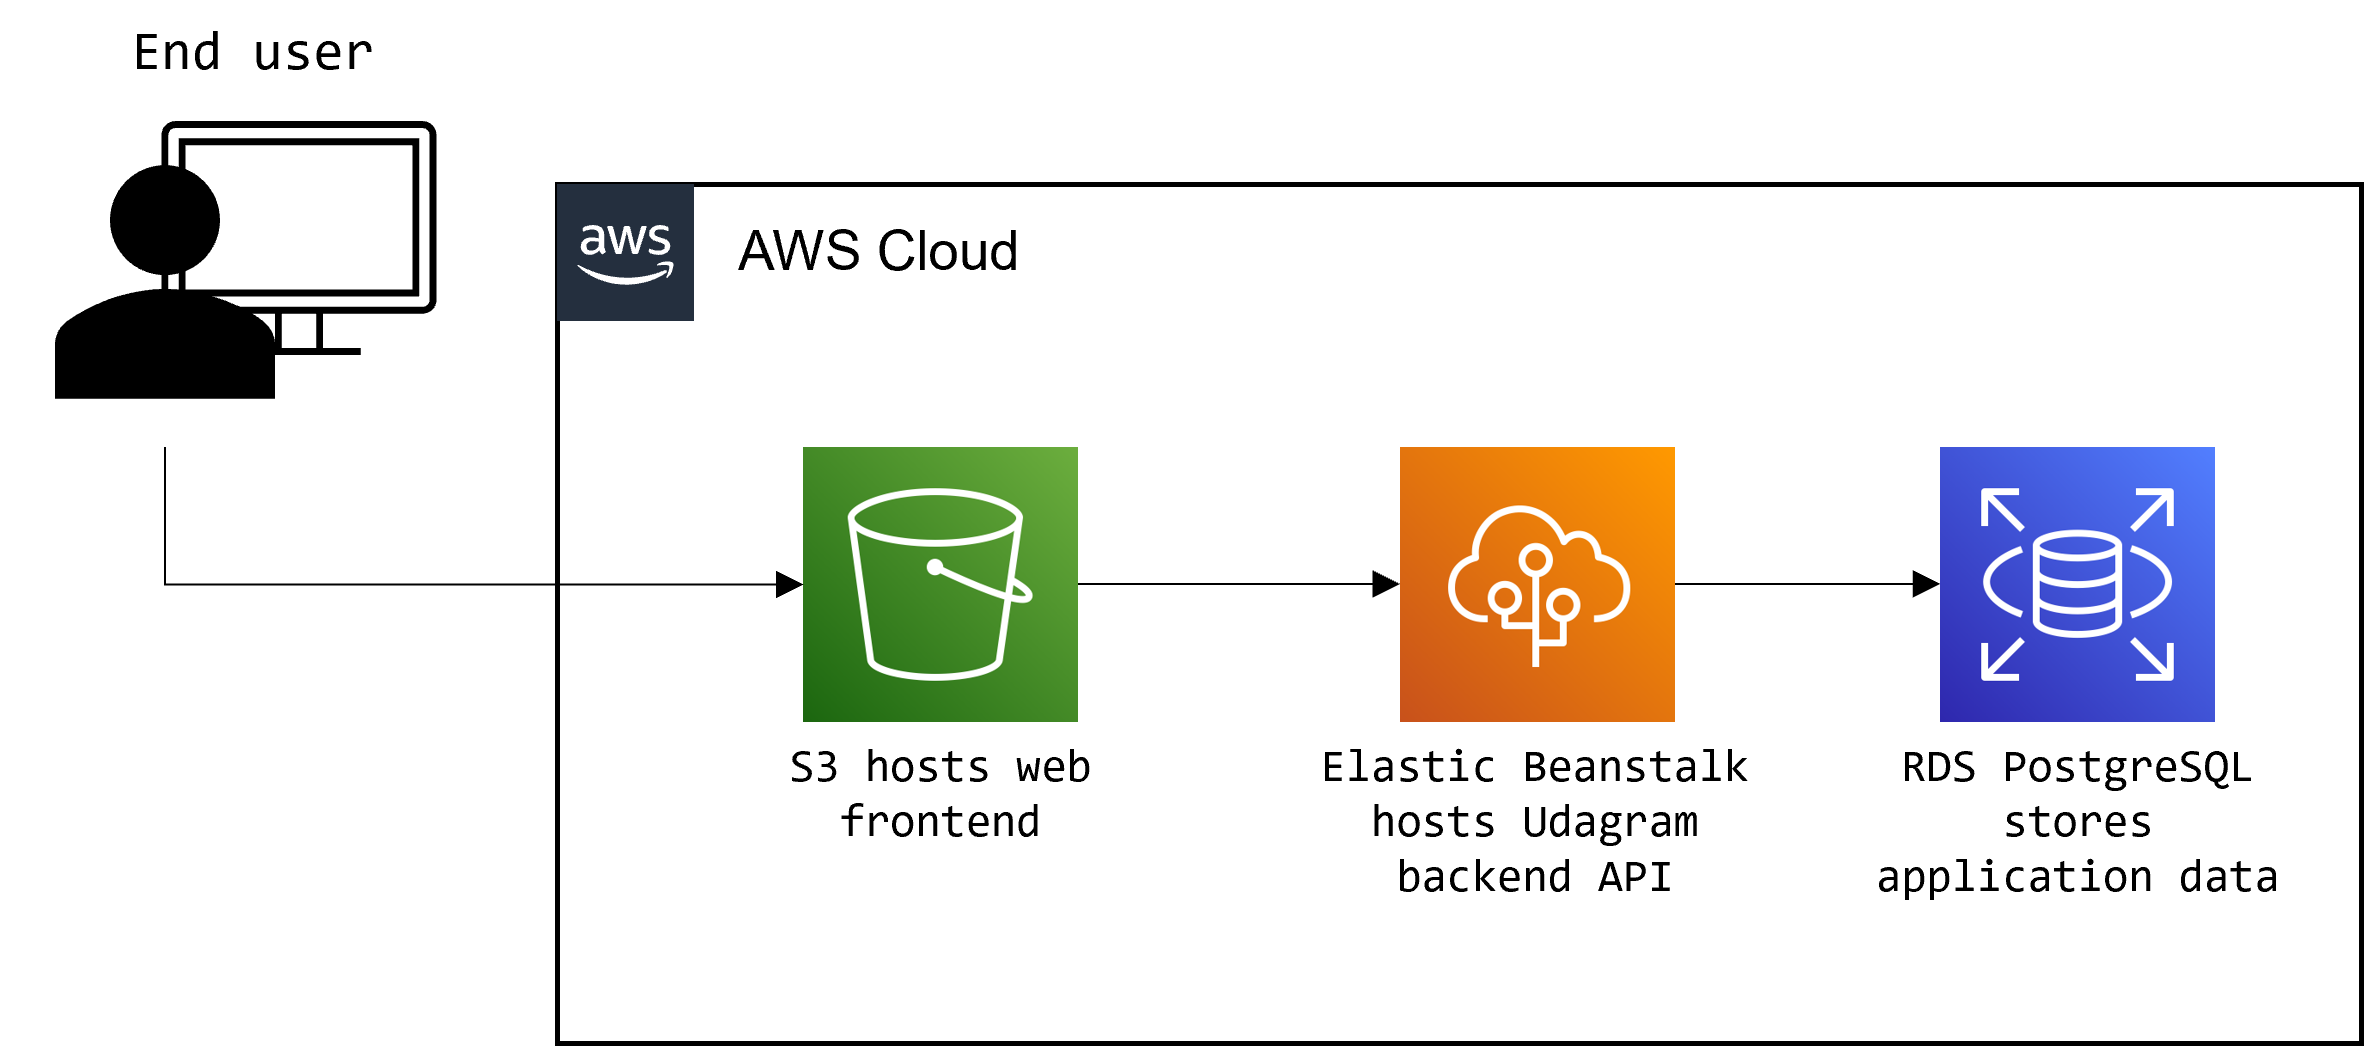 End user
aws
AWS Cloud
S3 hosts web
frontend
Elastic Beanstalk
hosts Udagram
backend API
RDS PostgreSQL
stores
application data